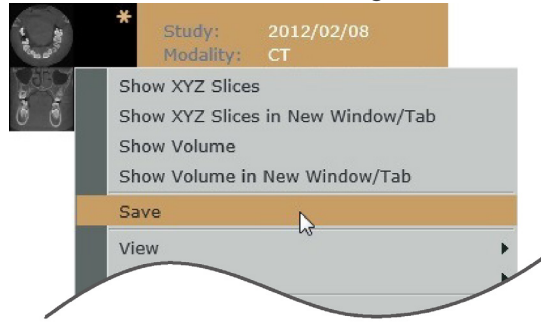 *
Study: 2012/02/08
Modality: CT
Show XYZ Slices
Show XYZ Slices in New Window/Tab
Show Volume
Show Volume in New Window/Tab
Save
View